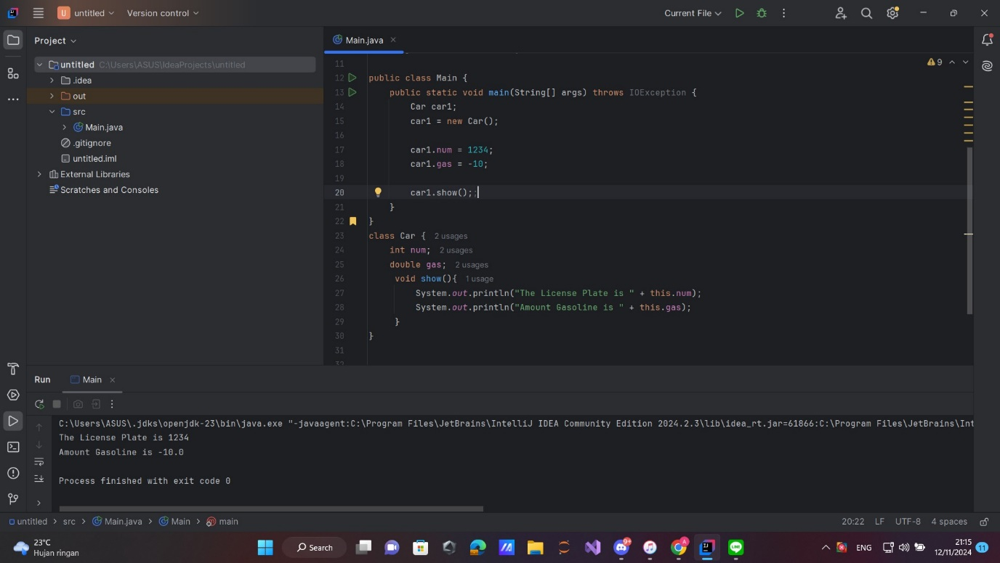 U untitled Version control Current File
Project
Main.java
untitled C:\Users\ASUS\IdeaProjects\untitled
.idea
out
src
Main.java
.gitignore
untitled.iml
External Libraries
Scratches and Consoles
9
11
12 public class Main {
13 public static void main(String[] args) throws IOException {
14 Car car1;
15 car1 = new Car();
16
17 car1.num = 1234;
18 car1.gas = -10;
19
20 car1.show();;
21 }
22 }
23 class Car { 2 usages
24 int num; 2 usages
25 double gas; 2 usages
26 void show(){ 1 usage
27 System.out.println("The License Plate is " + this.num);
28 System.out.println("Amount Gasoline is " + this.gas);
29 }
30 }
31
32
Run Main
C:\Users\ASUS\.jdks\openjdk-23\bin\java.exe "-javaagent:C:\Program Files\JetBrains\IntelliJ IDEA Community Edition 2024.2.3\lib\idea_rt.jar=61866:C:\Program Files\JetBrains\Int
The License Plate is 1234
Amount Gasoline is -10.0
Process finished with exit code 0
untitled > src > Main.java > Main > main 20:22 LF UTF-8 4 spaces
23°C
Hujan ringan
Search
ENG
21:15
12/11/2024
11